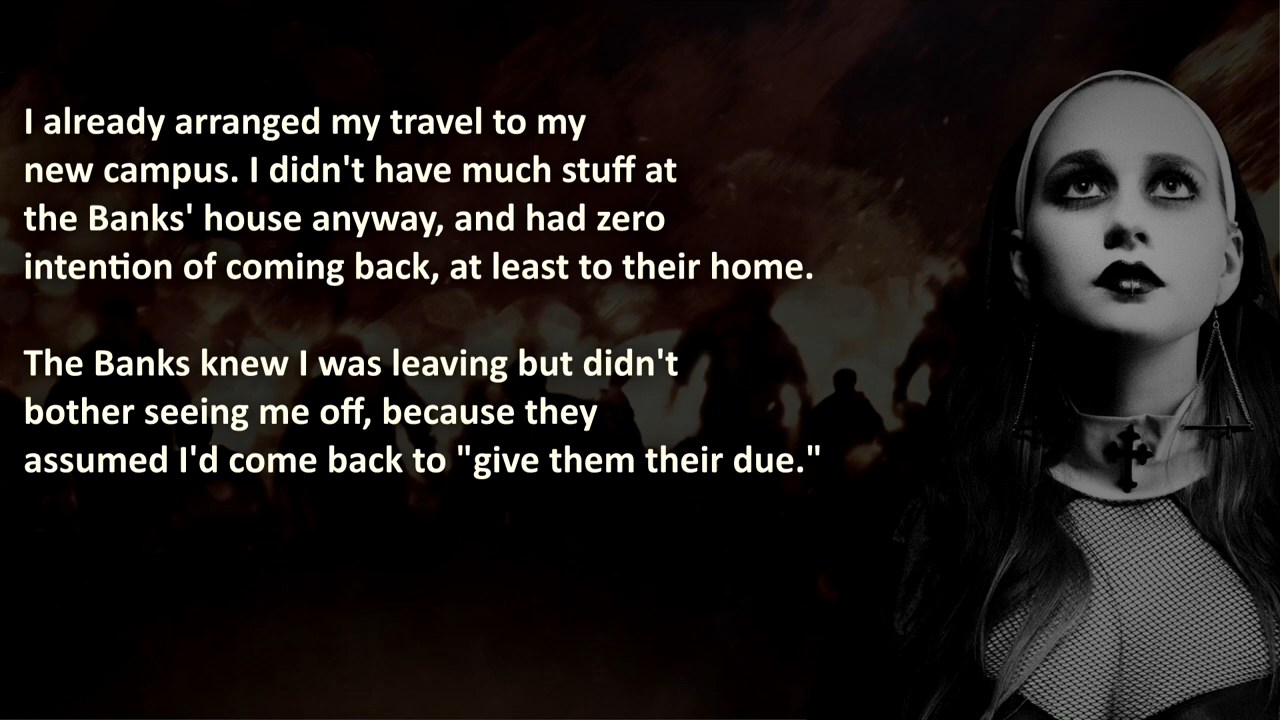 I already arranged my travel to my
new campus. I didn't have much stuff at
the Banks' house anyway, and had zero
intention of coming back, at least to their home.
The Banks knew I was leaving but didn't
bother seeing me off, because they
assumed I'd come back to "give them their due."